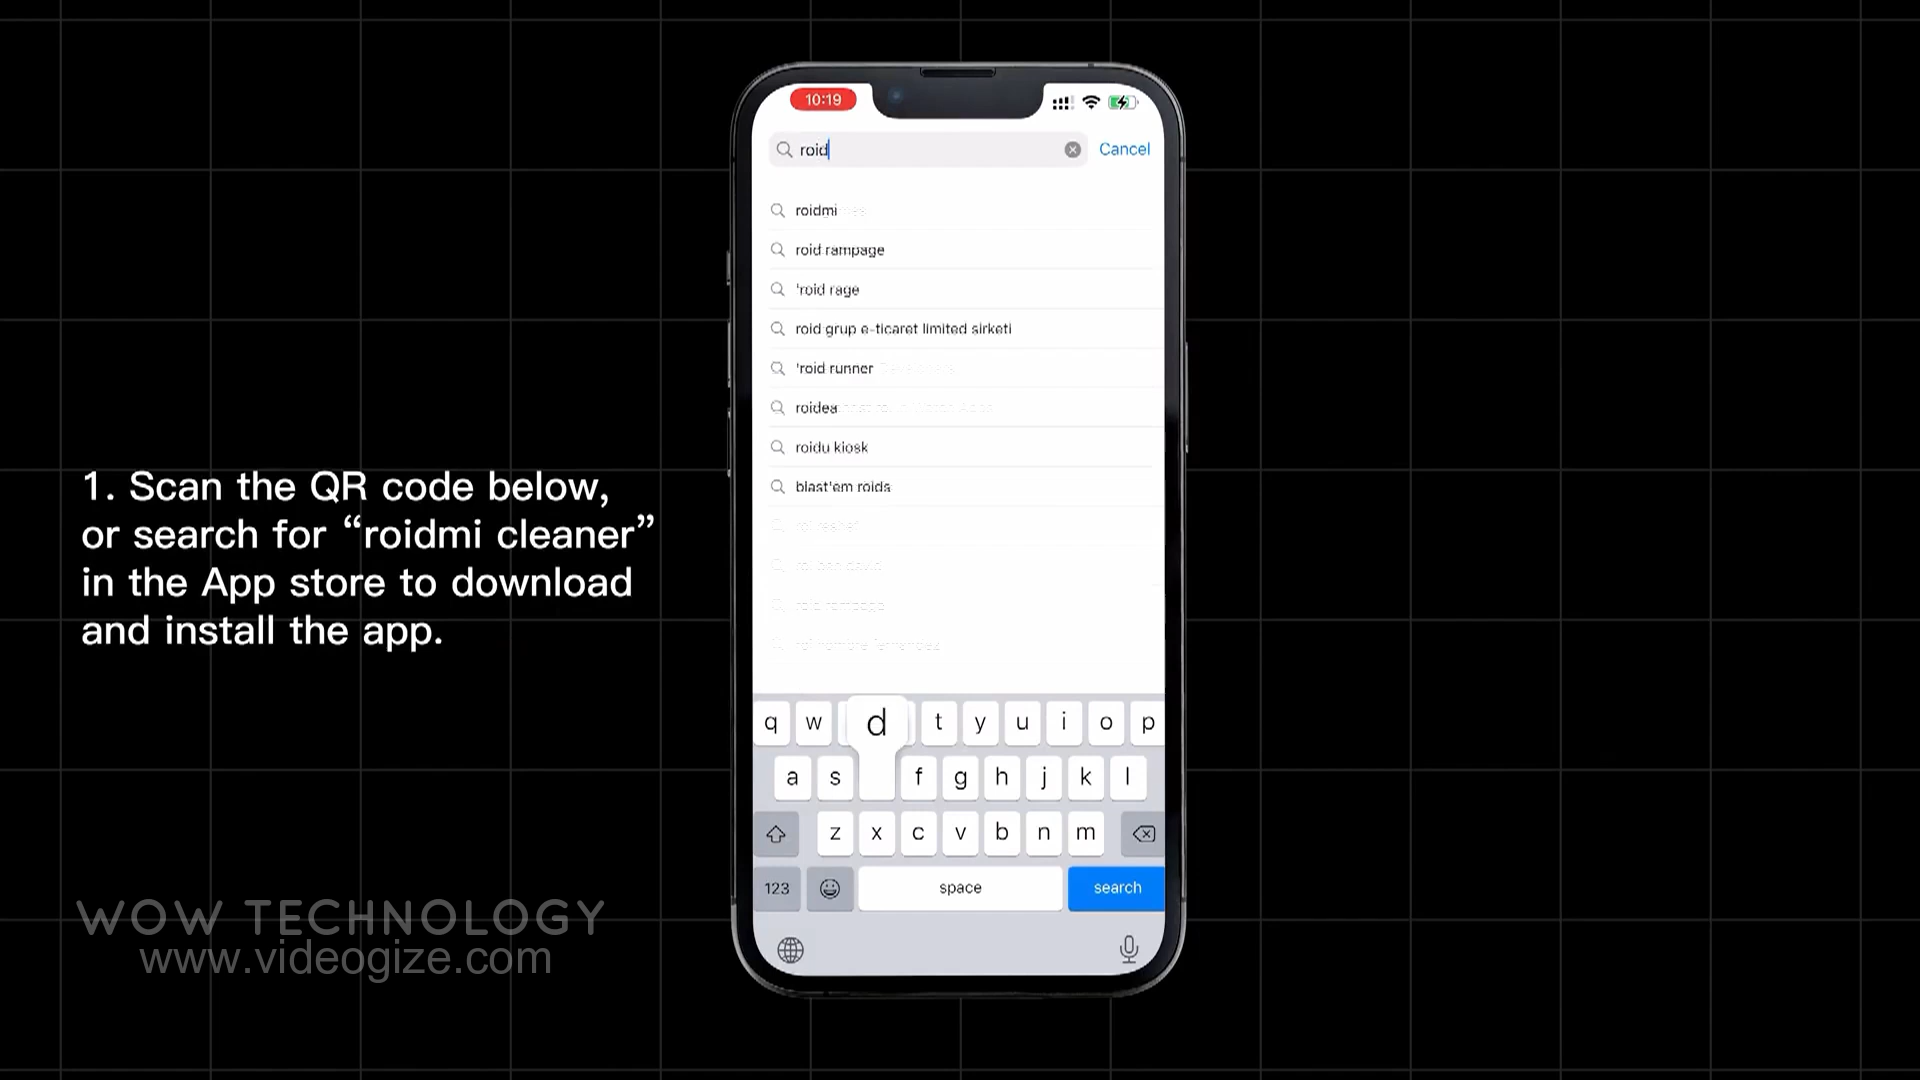 10:19
roid
Cancel
roidmi
roid rampage
'roid rage
roid grup e-ticaret limited sirketi
'roid runner
roidea
roidu kiosk
blast'em roids
1. Scan the QR code below,
or search for “roidmi cleaner”
in the App store to download
and install the app.
q w d t y u i o p
a s f g h j k l
z x c v b n m
123 space search
WOW TECHNOLOGY
www.videogize.com